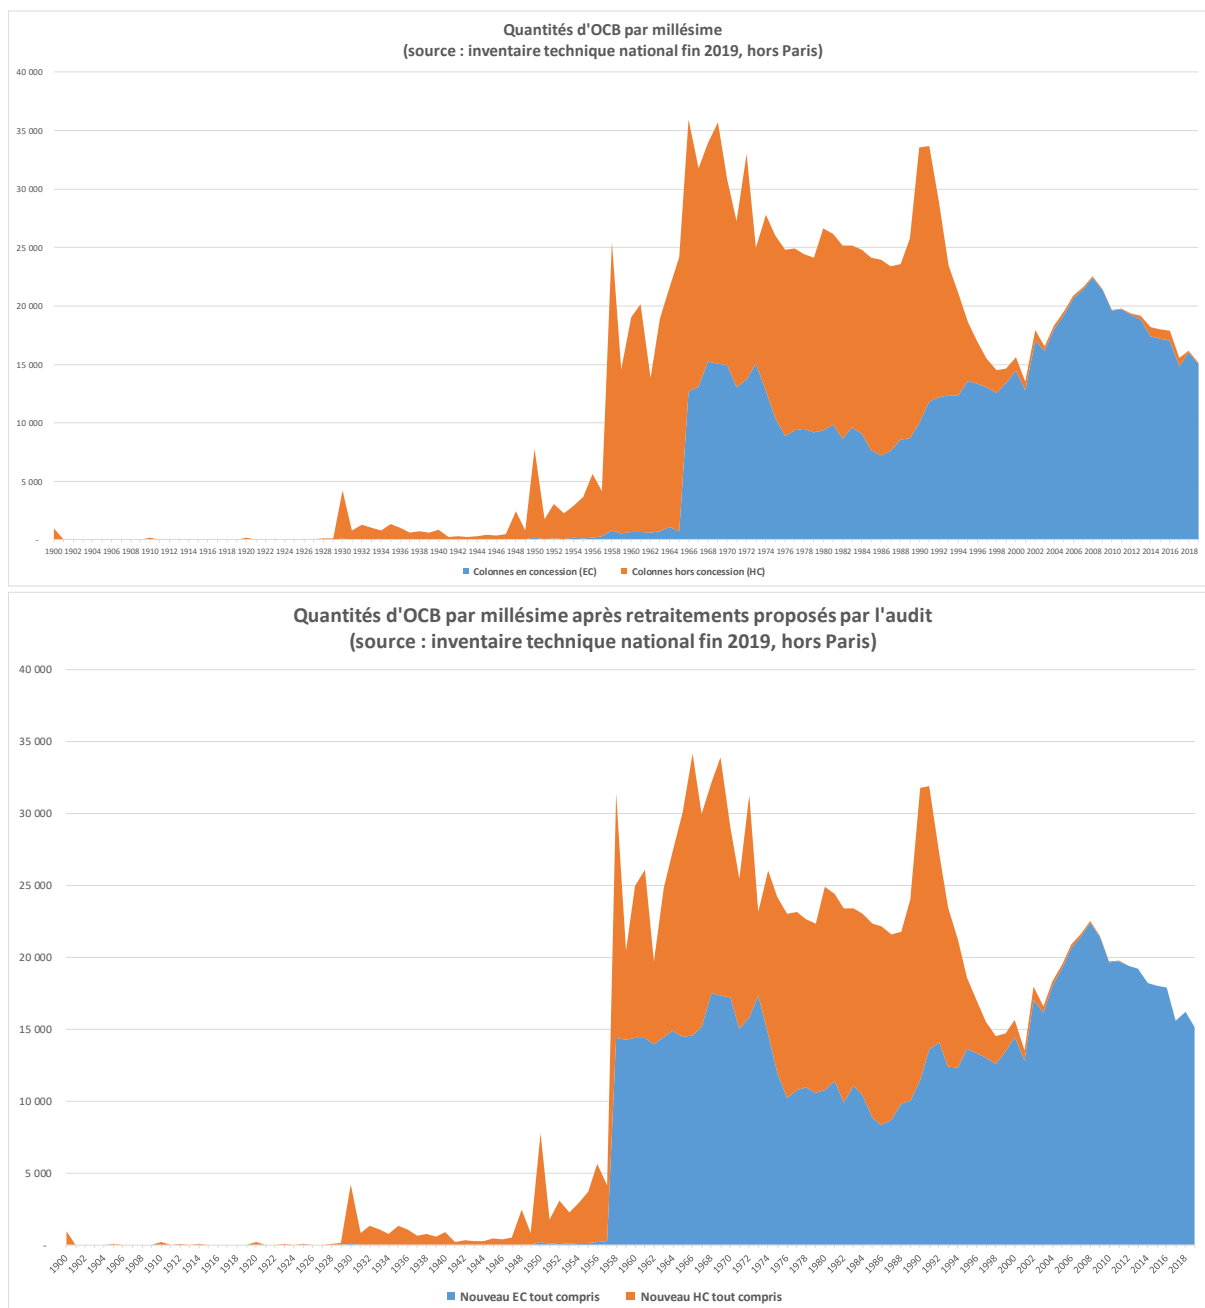 Quantités d'OCB par millésime
(source : inventaire technique national fin 2019, hors Paris)
40 000
35 000
30 000
25 000
20 000
15 000
10 000
5 000
-
1900 1902 1904 1906 1908 1910 1912 1914 1916 1918 1920 1922 1924 1926 1928 1930 1932 1934 1936 1938 1940 1942 1944 1946 1948 1950 1952 1954 1956 1958 1960 1962 1964 1966 1968 1970 1972 1974 1976 1978 1980 1982 1984 1986 1988 1990 1992 1994 1996 1998 2000 2002 2004 2006 2008 2010 2012 2014 2016 2018
Colonnes en concession (EC) Colonnes hors concession (HC)
Quantités d'OCB par millésime après retraitements proposés par l'audit
(source : inventaire technique national fin 2019, hors Paris)
40 000
35 000
30 000
25 000
20 000
15 000
10 000
5 000
-
1900 1902 1904 1906 1908 1910 1912 1914 1916 1918 1920 1922 1924 1926 1928 1930 1932 1934 1936 1938 1940 1942 1944 1946 1948 1950 1952 1954 1956 1958 1960 1962 1964 1966 1968 1970 1972 1974 1976 1978 1980 1982 1984 1986 1988 1990 1992 1994 1996 1998 2000 2002 2004 2006 2008 2010 2012 2014 2016 2018
Nouveau EC tout compris Nouveau HC tout compris